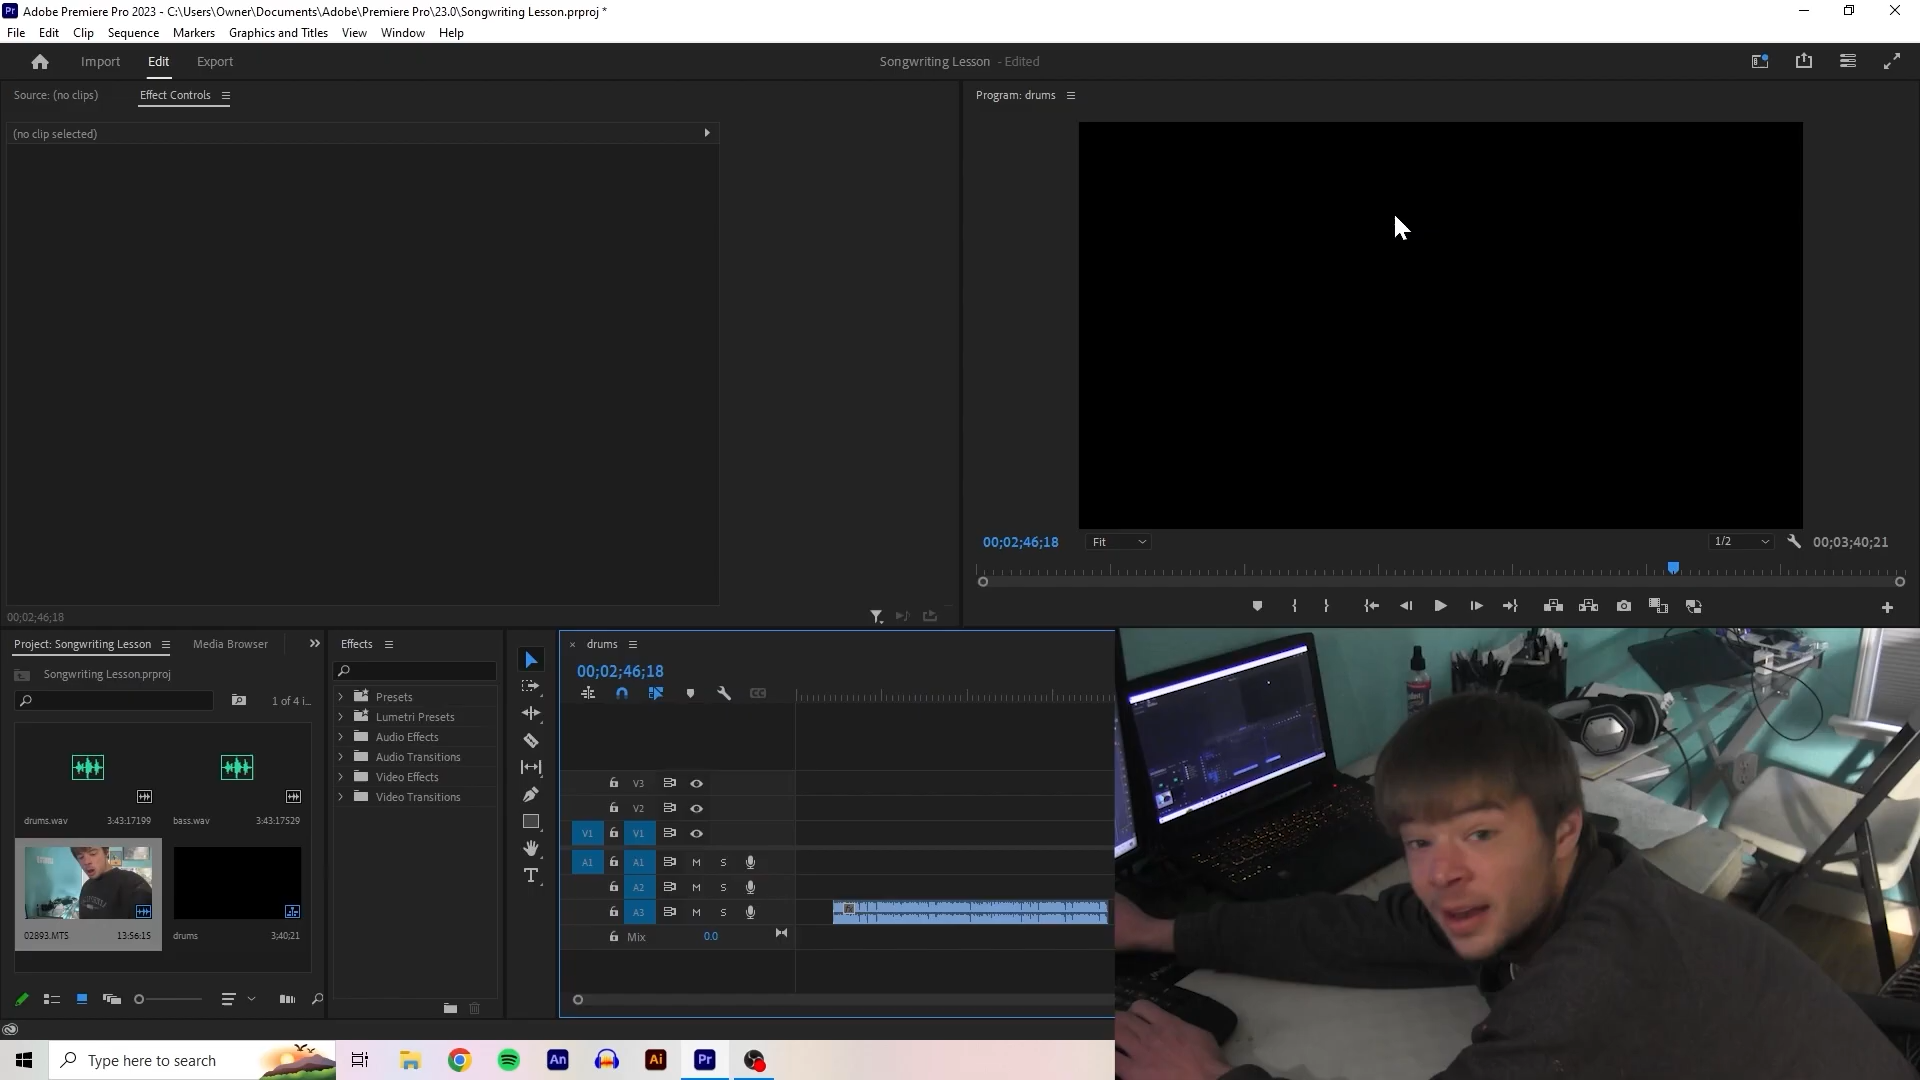 Pr Adobe Premiere Pro 2023 - C:\Users\Owner\Documents\Adobe\Premiere Pro\23.0\Songwriting Lesson.prproj *
File Edit Clip Sequence Markers Graphics and Titles View Window Help
Import Edit Export Songwriting Lesson - Edited
Source: (no clips) Effect Controls Program: drums
(no clip selected)
00;02;46;18 Fit 1/2 00;03;40;21
00;02;46;18
Project: Songwriting Lesson Media Browser Effects × drums
Songwriting Lesson.prproj 00;02;46;18
1 of 4 i...
Presets
Lumetri Presets
Audio Effects
Audio Transitions
Video Effects
Video Transitions
drums.wav 3:43:17199 bass.wav 3:43:17529
02893.MTS 13:56:15 drums 3;40;21
V3
V2
V1 V1
A1 A1 M S
A2 M S
A3 M S
Mix 0.0
Type here to search An Ai Pr